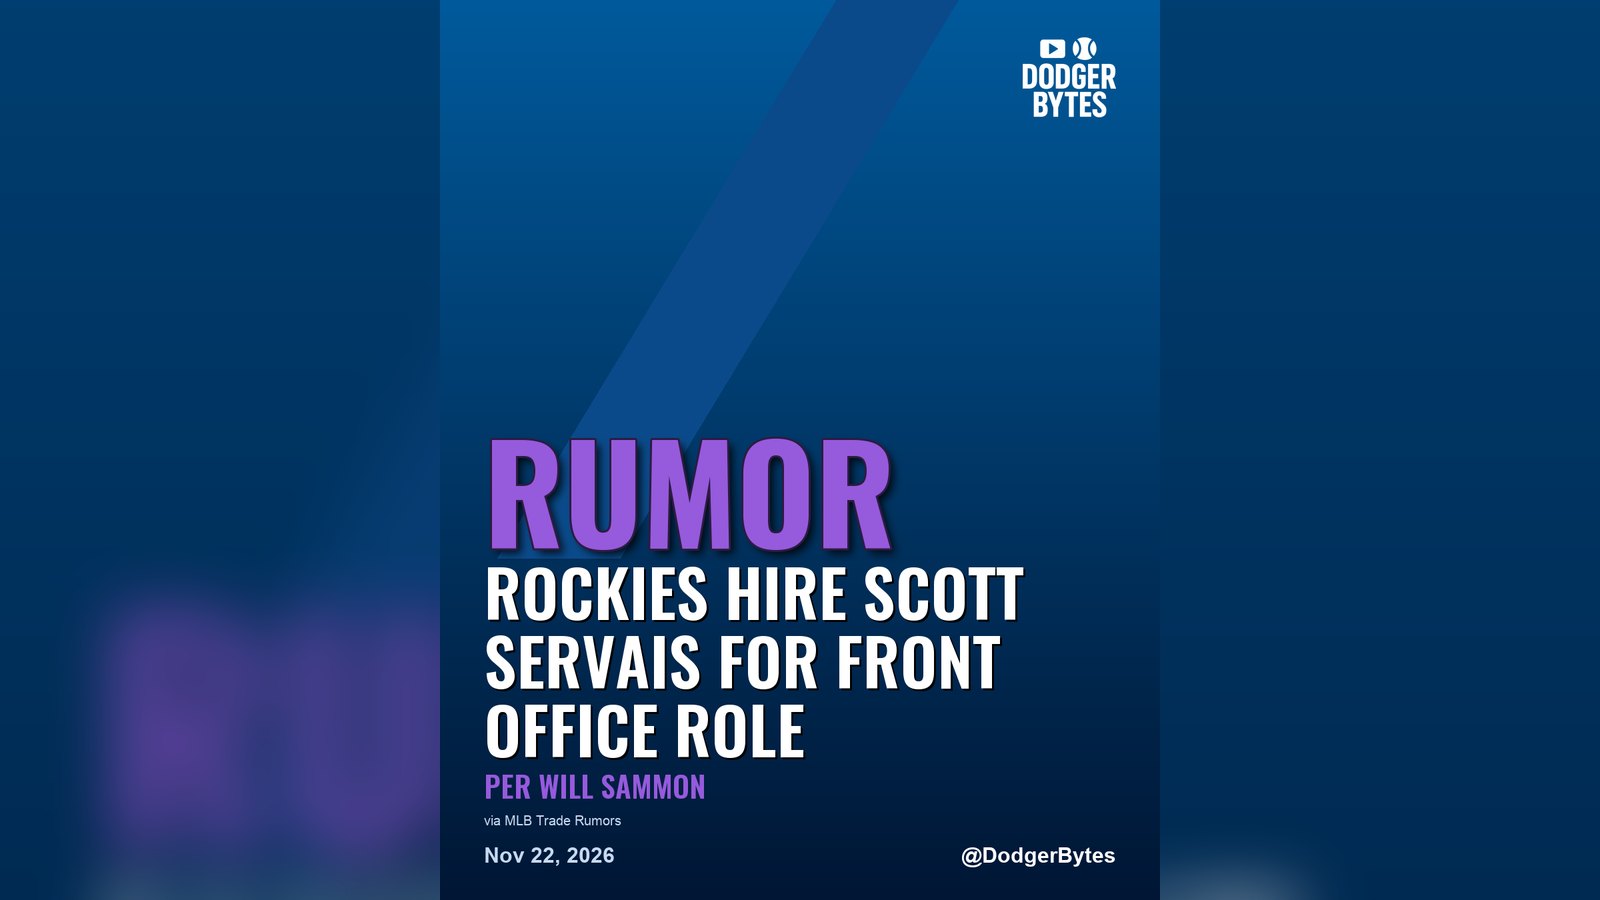 DODGER
BYTES
RUMOR
ROCKIES HIRE SCOTT
SERVAIS FOR FRONT
OFFICE ROLE
PER WILL SAMMON
via MLB Trade Rumors
Nov 22, 2026
@DodgerBytes